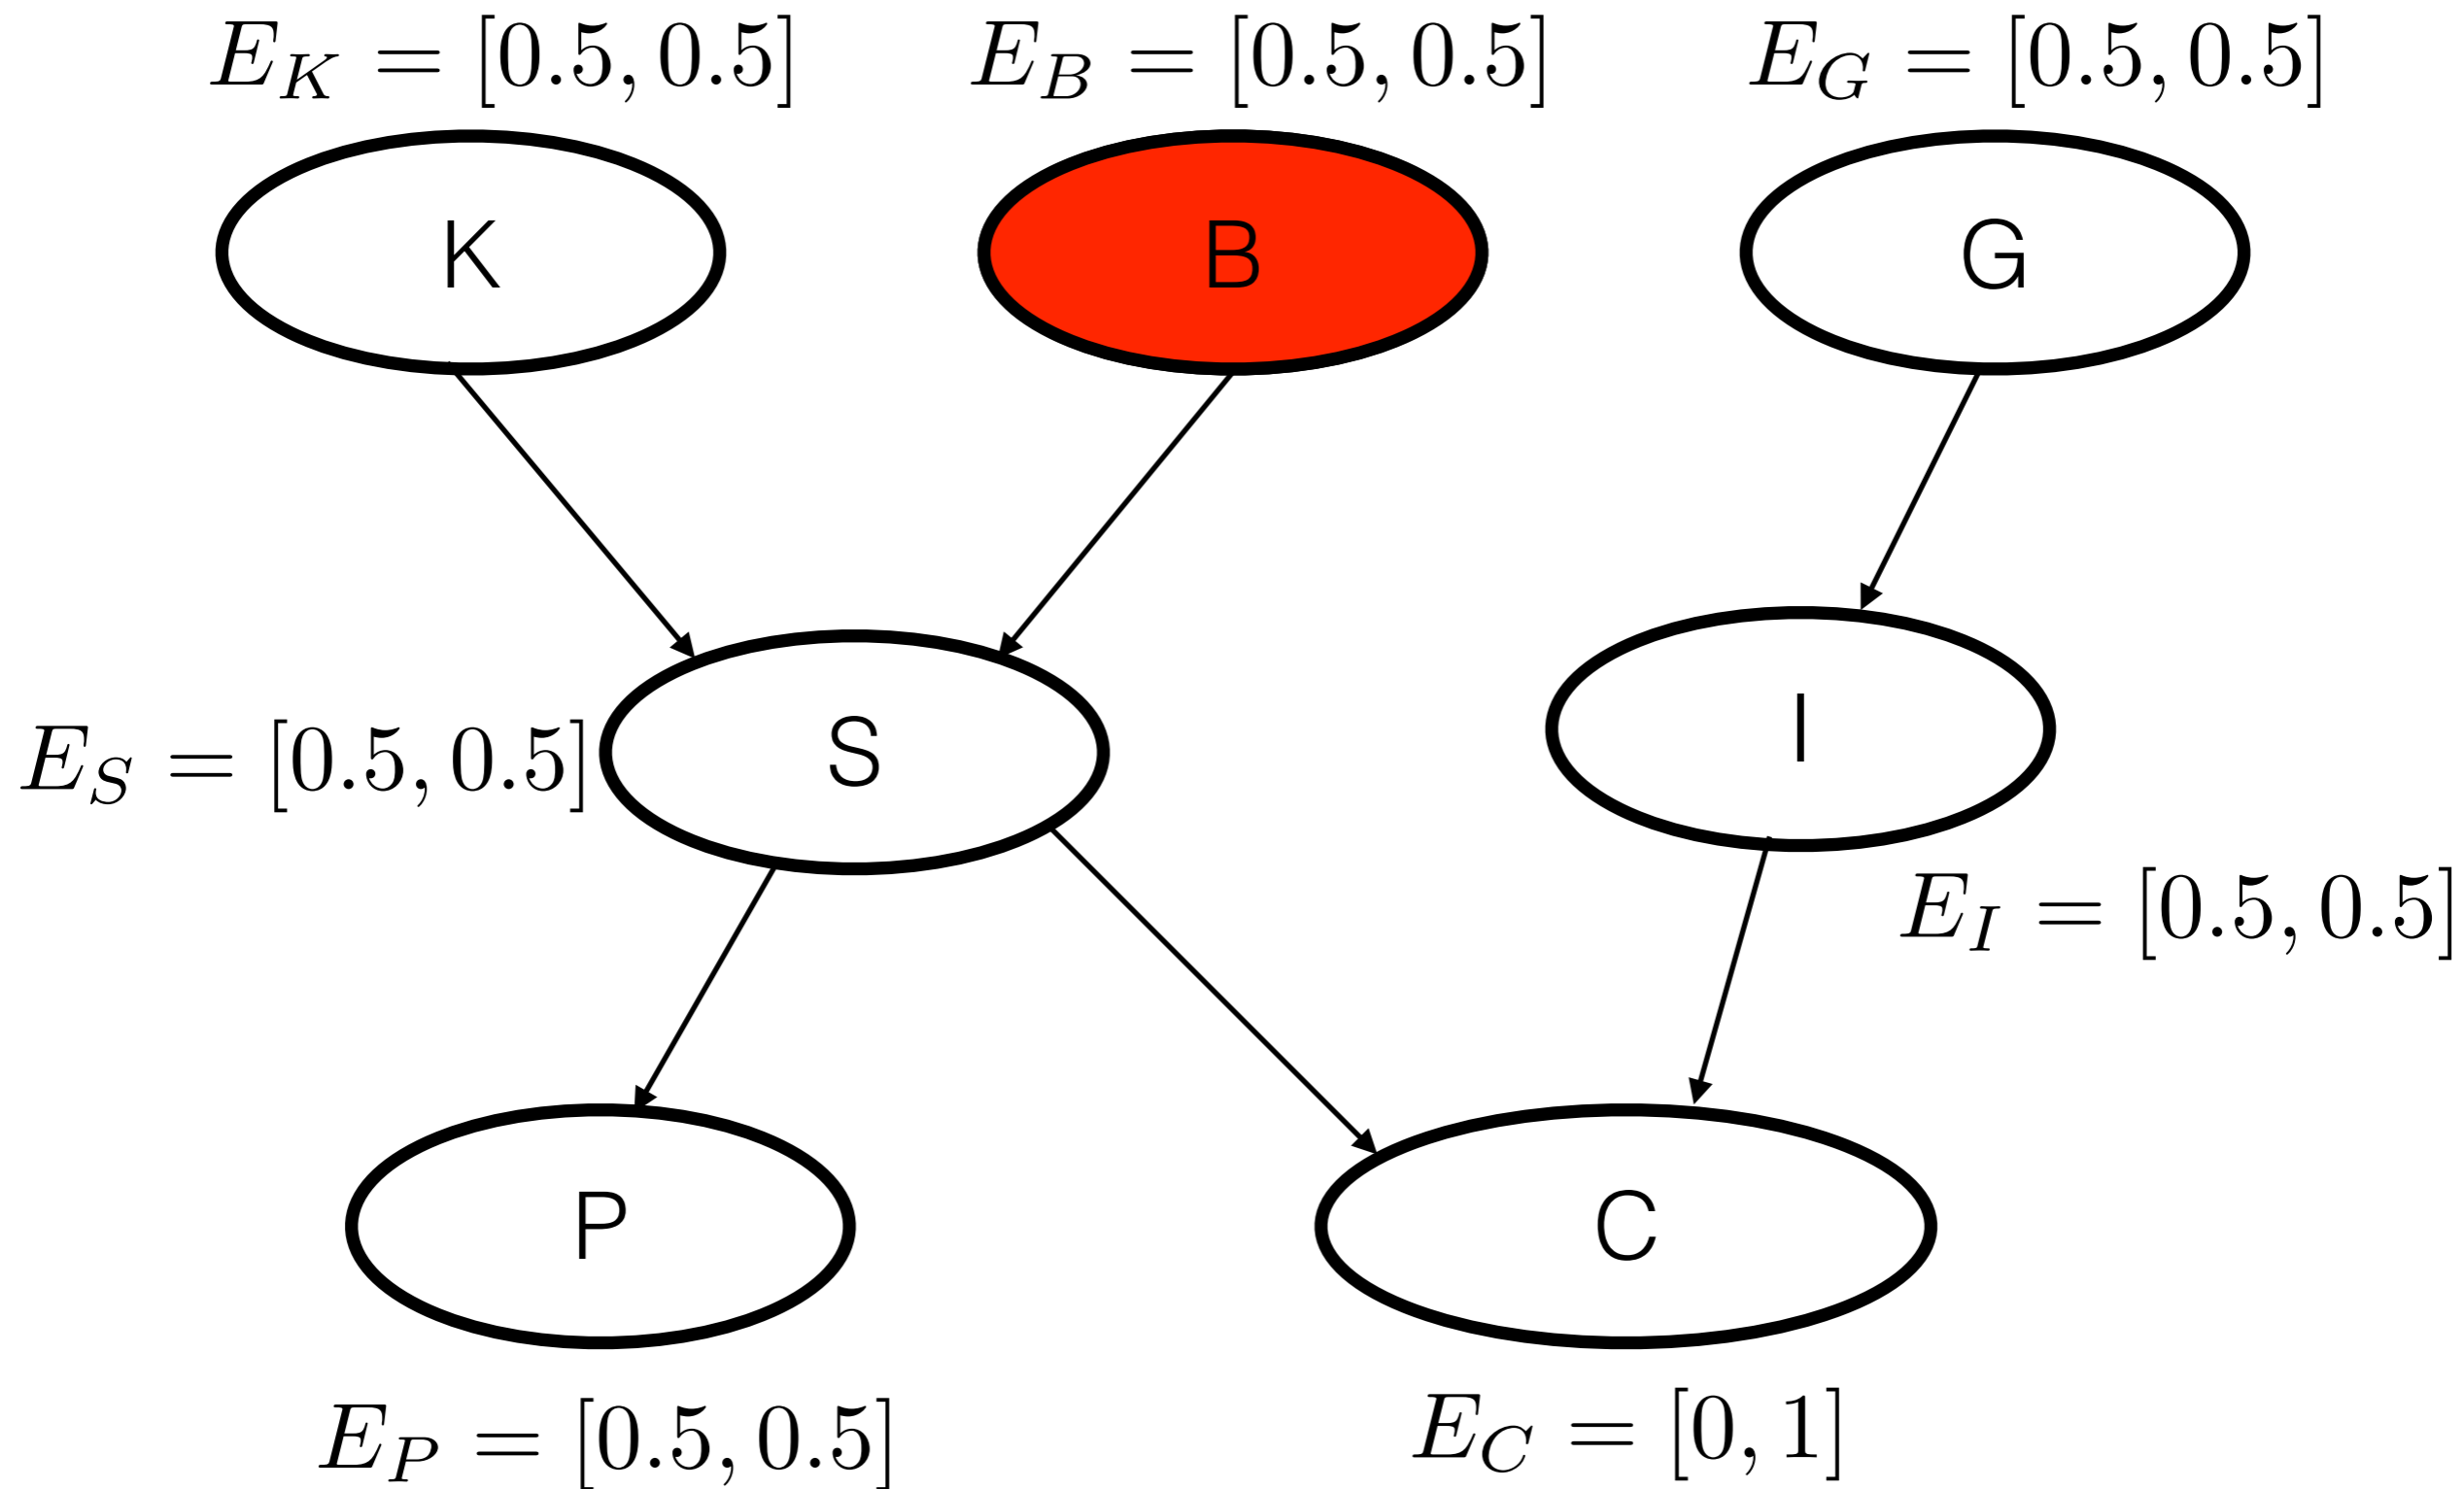 E_K = [0.5, 0.5]
E_B = [0.5, 0.5]
E_G = [0.5, 0.5]
K
B
G
E_S = [0.5, 0.5]
S
I
E_I = [0.5, 0.5]
P
C
E_P = [0.5, 0.5]
E_C = [0, 1]